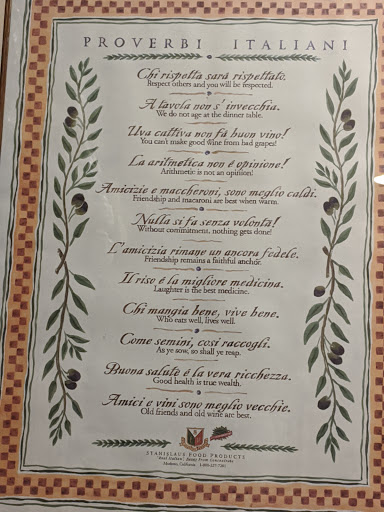 PROVERBI ITALIANI
Chi rispetta sarà rispettato.
Respect others and you will be respected.
A tavola non s'invecchia.
We do not age at the dinner table.
Uva cattiva non fà buon vino!
You can't make good wine from bad grapes!
La aritmetica non é opinione!
Arithmetic is not an opinion!
Amicizie e maccheroni, sono meglio caldi.
Friendship and macaroni are best when warm.
Nulla si fa senza volontà!
Without commitment, nothing gets done!
L'amicizia rimane un ancora fedele.
Friendship remains a faithful anchor.
Il riso é la migliore medicina.
Laughter is the best medicine.
Chi mangia bene, vive bene.
Who eats well, lives well.
Come semini, cosi raccogli.
As ye sow, so shall ye reap.
Buona salute é la vera ricchezza.
Good health is true wealth.
Amici e vini sono meglio vecchie.
Old friends and old wine are best.
STANISLAUS FOOD PRODUCTS
Modesto, California